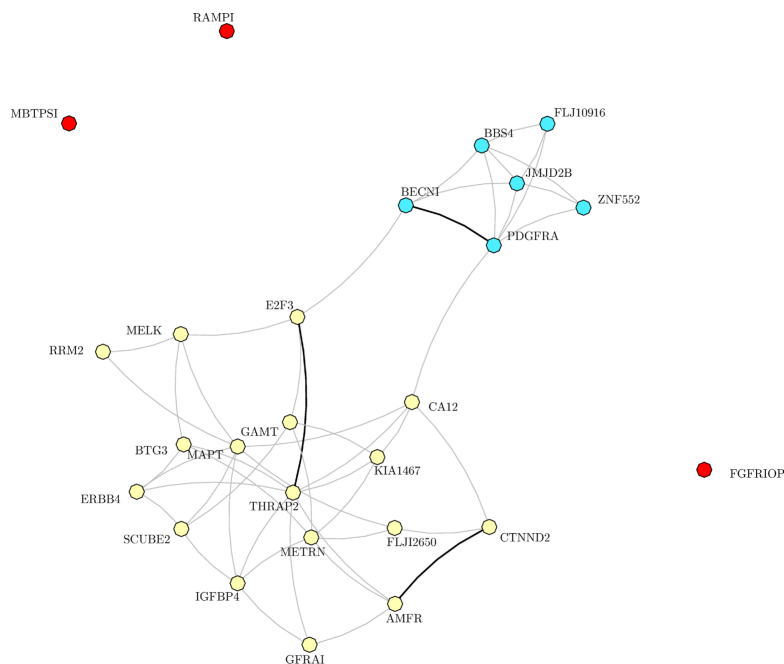 RAMPI
MBTPSI
FLJ10916
BBS4
JMJD2B
BECNI
ZNF552
PDGFRA
E2F3
MELK
RRM2
CA12
GAMT
BTG3
MAPT
KIA1467
FGFRIOP
ERBB4
THRAP2
SCUBE2
METRN
FLJI2650
CTNND2
IGFBP4
AMFR
GFRAI